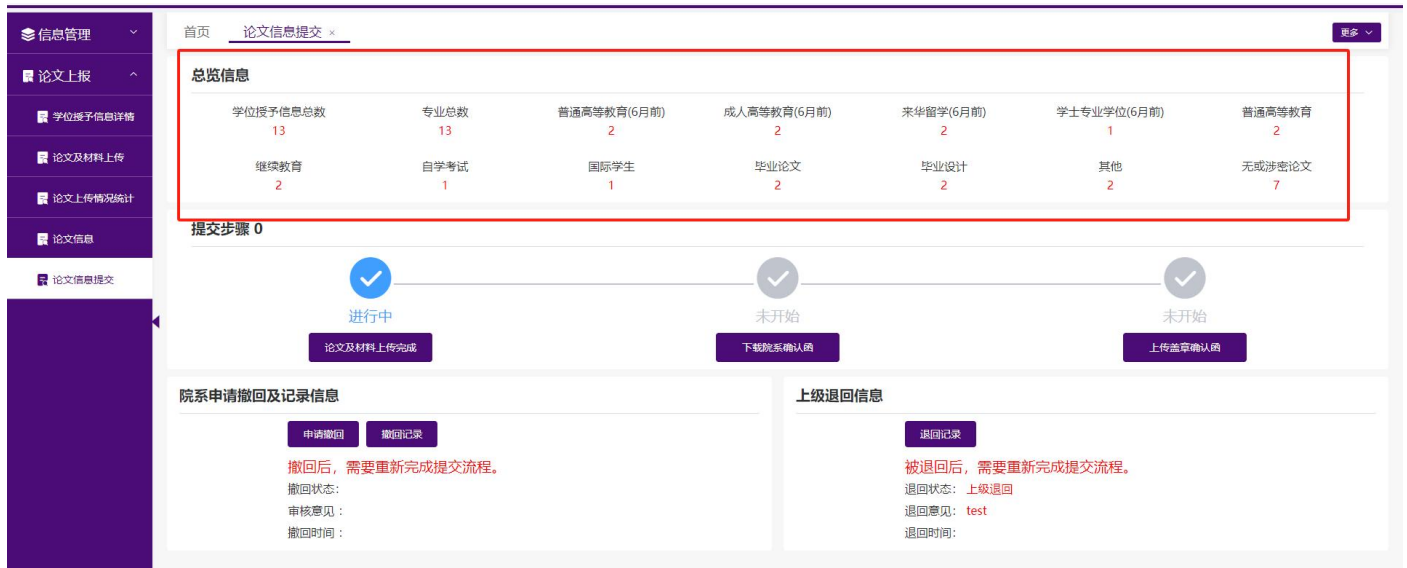 信息管理
首页 论文信息提交 ×
更多
论文上报
学位授予信息详情
论文及材料上传
论文上传情况统计
论文信息
论文信息提交
总览信息
学位授予信息总数 专业总数 普通高等教育(6月前) 成人高等教育(6月前) 来华留学(6月前) 学士专业学位(6月前) 普通高等教育
13 13 2 2 2 1 2
继续教育 自学考试 国际学生 毕业论文 毕业设计 其他 无或涉密论文
2 1 1 2 2 2 7
提交步骤 0
进行中 未开始 未开始
论文及材料上传完成 下载院系确认函 上传盖章确认函
院系申请撤回及记录信息
申请撤回 撤回记录
撤回后，需要重新完成提交流程。
撤回状态：
审核意见：
撤回时间：
上级退回信息
退回记录
被退回后，需要重新完成提交流程。
退回状态： 上级退回
退回意见： test
退回时间：